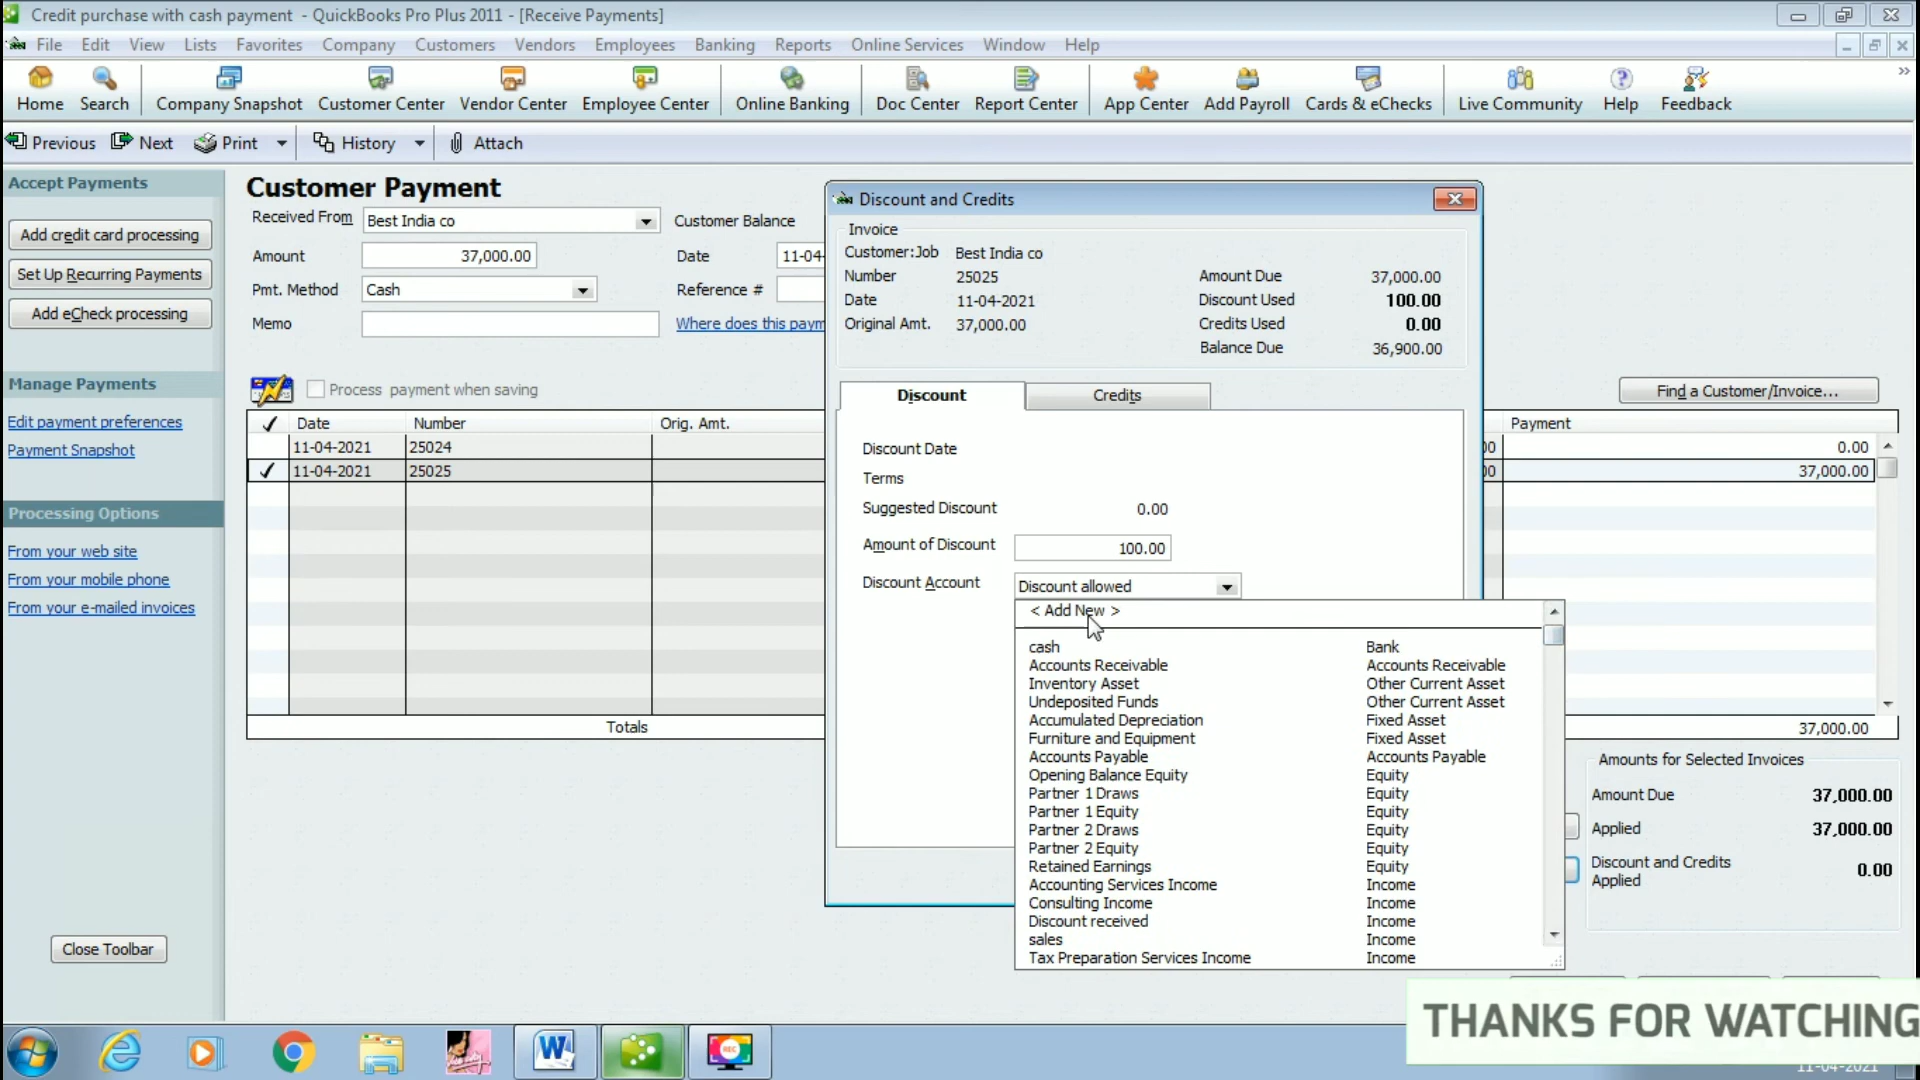 Credit purchase with cash payment - QuickBooks Pro Plus 2011 - [Receive Payments]
File Edit View Lists Favorites Company Customers Vendors Employees Banking Reports Online Services Window Help
Home Search Company Snapshot Customer Center Vendor Center Employee Center Online Banking Doc Center Report Center App Center Add Payroll Cards & eChecks Live Community Help Feedback
Previous Next Print History Attach
Accept Payments
Add credit card processing
Set Up Recurring Payments
Add eCheck processing
Manage Payments
Edit payment preferences
Payment Snapshot
Processing Options
From your web site
From your mobile phone
From your e-mailed invoices
Close Toolbar
Customer Payment
Received From Best India co Customer Balance
Amount 37,000.00 Date 11-04-
Pmt. Method Cash Reference #
Memo Where does this paym
Process payment when saving
Find a Customer/Invoice...
Date Number Orig. Amt. Payment
11-04-2021 25024 00 0.00
11-04-2021 25025 00 37,000.00
Totals 37,000.00
Discount and Credits
Invoice
Customer:Job Best India co
Number 25025 Amount Due 37,000.00
Date 11-04-2021 Discount Used 100.00
Original Amt. 37,000.00 Credits Used 0.00
Balance Due 36,900.00
Discount Credits
Discount Date
Terms
Suggested Discount 0.00
Amount of Discount 100.00
Discount Account Discount allowed
< Add New >
cash Bank
Accounts Receivable Accounts Receivable
Inventory Asset Other Current Asset
Undeposited Funds Other Current Asset
Accumulated Depreciation Fixed Asset
Furniture and Equipment Fixed Asset
Accounts Payable Accounts Payable
Opening Balance Equity Equity
Partner 1 Draws Equity
Partner 1 Equity Equity
Partner 2 Draws Equity
Partner 2 Equity Equity
Retained Earnings Equity
Accounting Services Income Income
Consulting Income Income
Discount received Income
sales Income
Tax Preparation Services Income Income
Amounts for Selected Invoices
Amount Due 37,000.00
Applied 37,000.00
Discount and Credits
Applied 0.00
THANKS FOR WATCHING
W
REC
11-04-2021